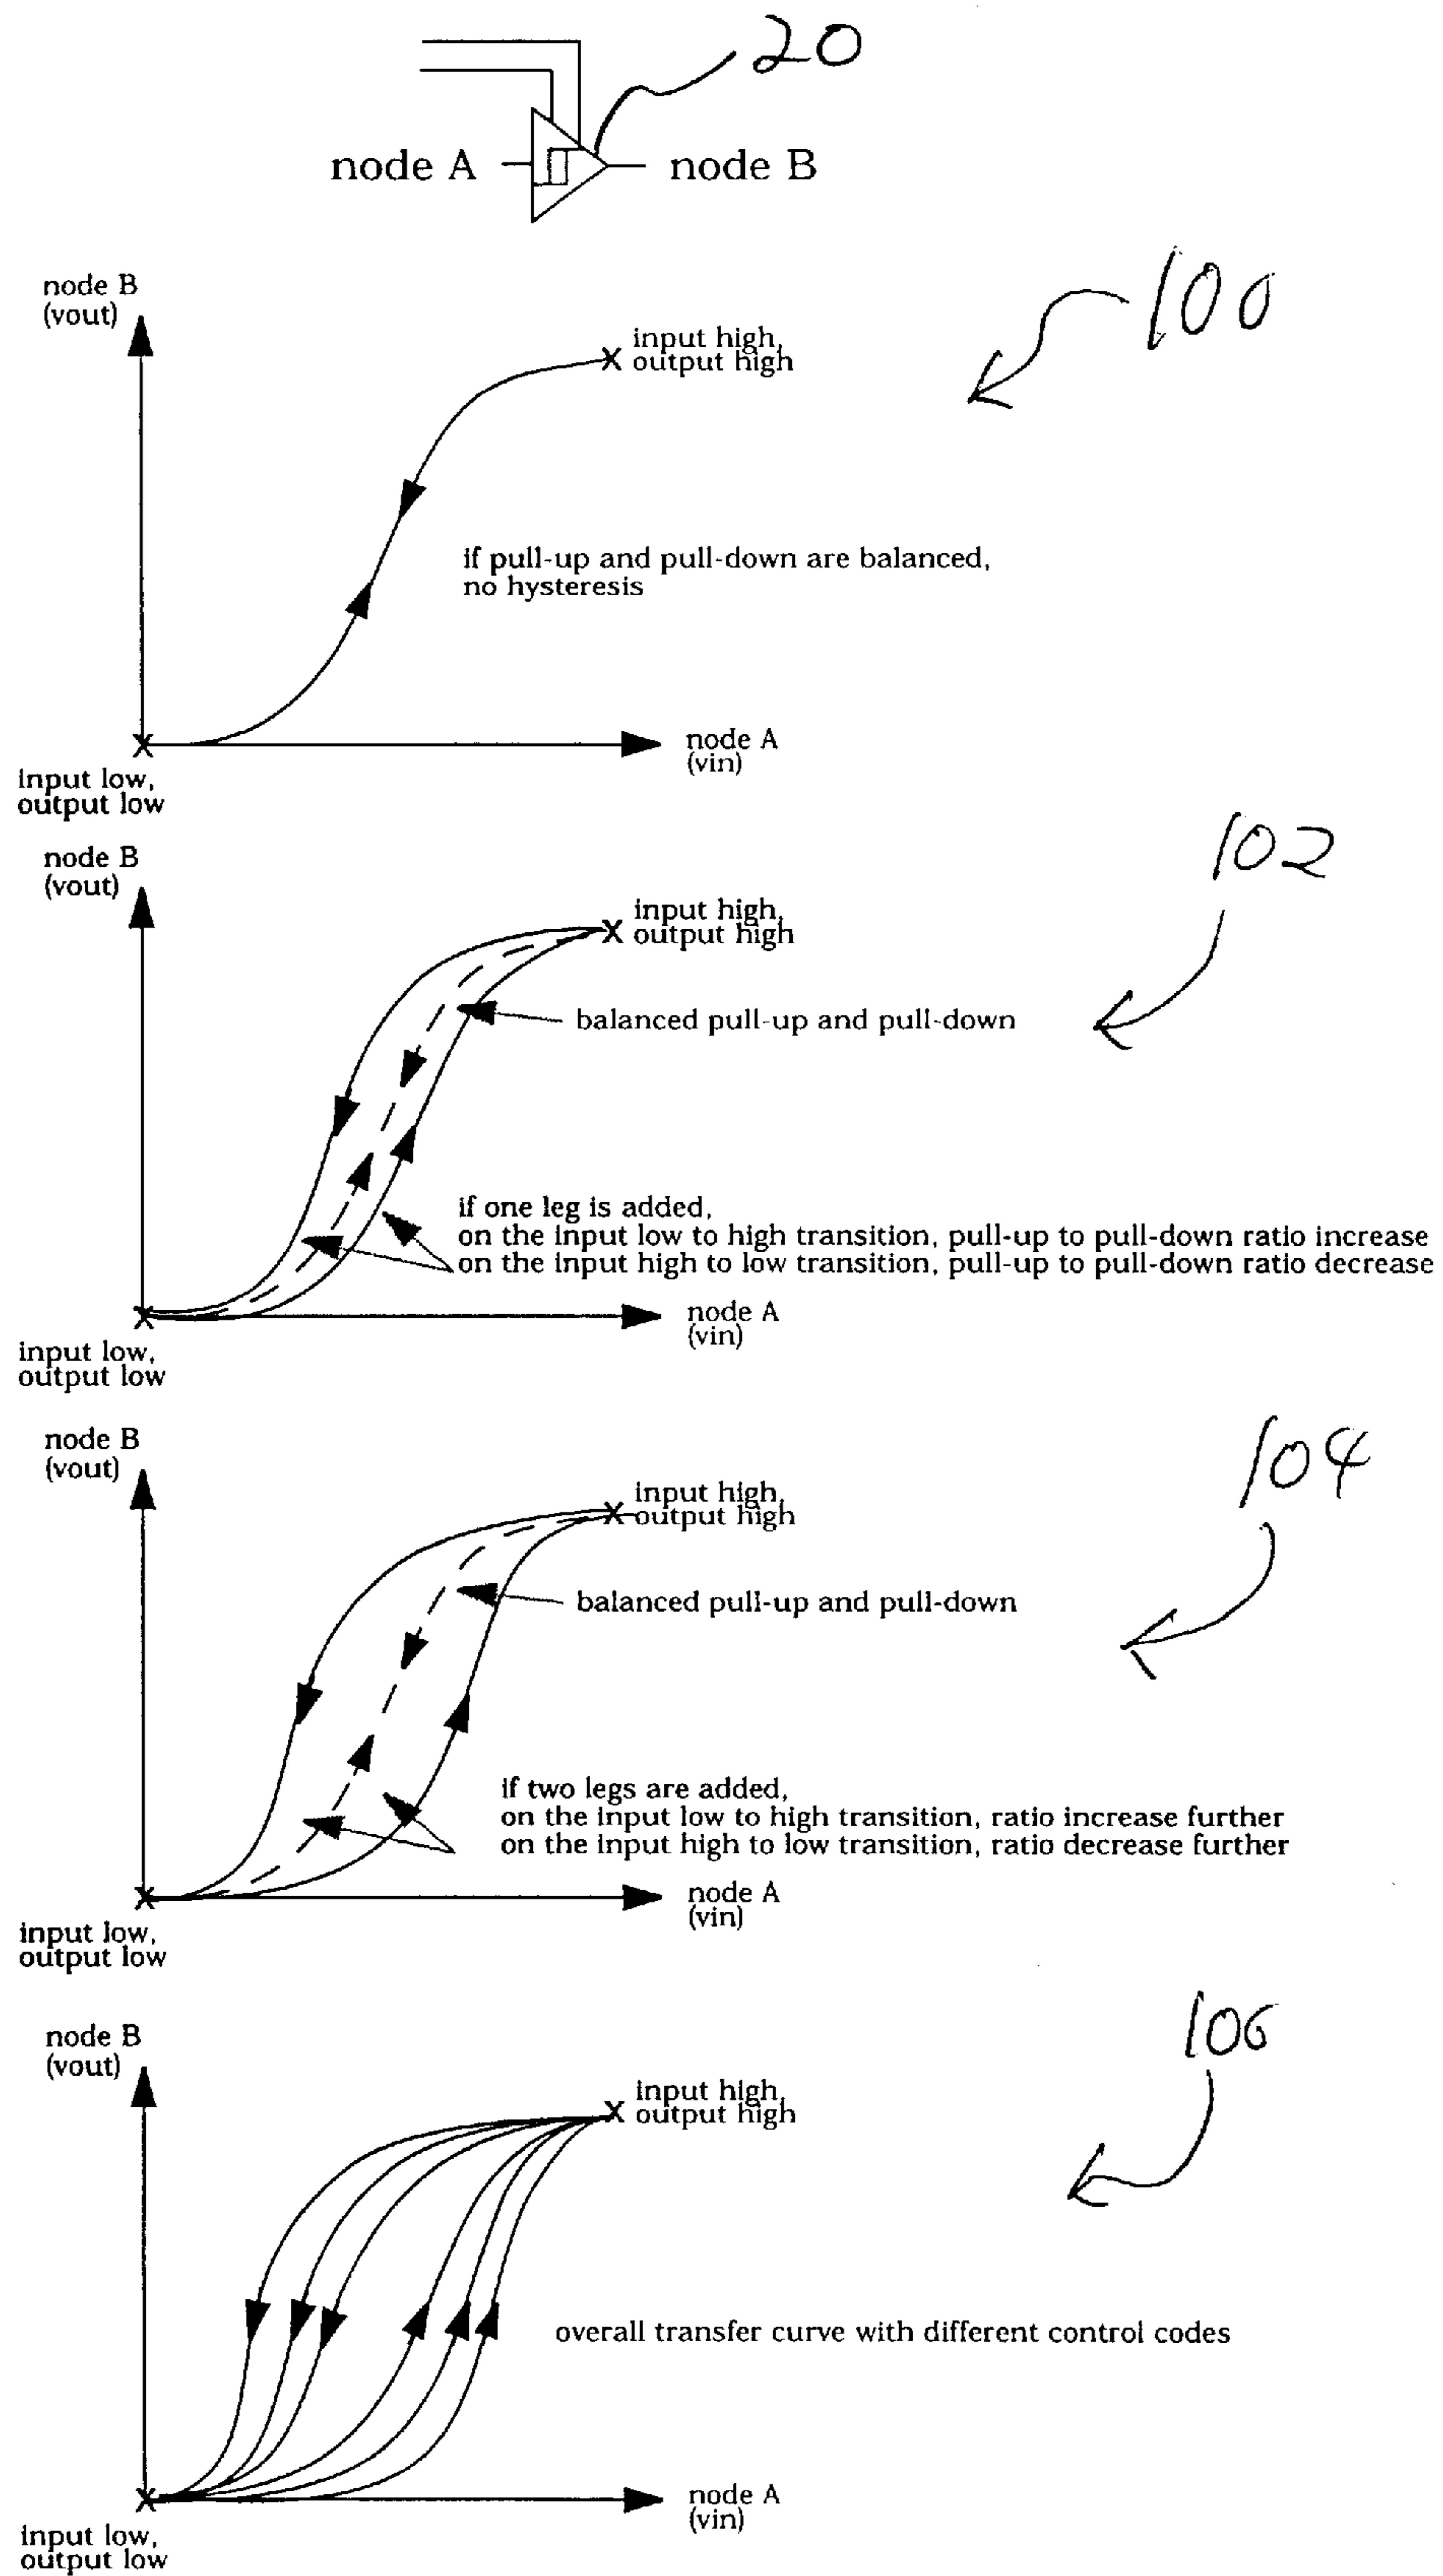 20
node A
node B
100
node B
(vout)
input high,
output high
if pull-up and pull-down are balanced,
no hysteresis
node A
(vin)
input low,
output low
102
node B
(vout)
input high,
output high
balanced pull-up and pull-down
if one leg is added,
on the input low to high transition, pull-up to pull-down ratio increase
on the input high to low transition, pull-up to pull-down ratio decrease
node A
(vin)
input low,
output low
104
node B
(vout)
input high,
output high
balanced pull-up and pull-down
if two legs are added,
on the input low to high transition, ratio increase further
on the input high to low transition, ratio decrease further
node A
(vin)
input low,
output low
106
node B
(vout)
input high,
output high
overall transfer curve with different control codes
node A
(vin)
input low,
output low